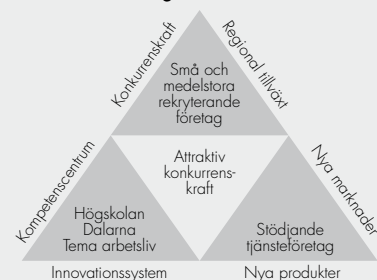 Konkurrenskraft
Regional tillväxt
Små och
medelstora
rekryterande
företag
Kompetenscentrum
Nya marknader
Attraktiv
konkurrens-
kraft
Högskolan
Dalarna
Tema arbetsliv
Stödjande
tjänsteföretag
Innovationssystem
Nya produkter